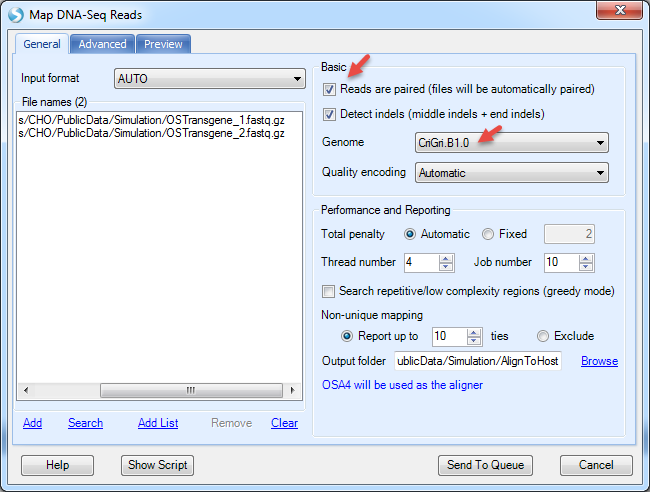 Map DNA-Seq Reads
General Advanced Preview
Input format AUTO
File names (2)
s/CHO/PublicData/Simulation/OSTransgene_1.fastq.gz
s/CHO/PublicData/Simulation/OSTransgene_2.fastq.gz
Add Search Add List Remove Clear
Basic
Reads are paired (files will be automatically paired)
Detect indels (middle indels + end indels)
Genome CriGri.B1.0
Quality encoding Automatic
Performance and Reporting
Total penalty Automatic Fixed 2
Thread number 4 Job number 10
Search repetitive/low complexity regions (greedy mode)
Non-unique mapping
Report up to 10 ties Exclude
Output folder ublicData/Simulation/AlignToHost Browse
OSA4 will be used as the aligner
Help Show Script Send To Queue Cancel